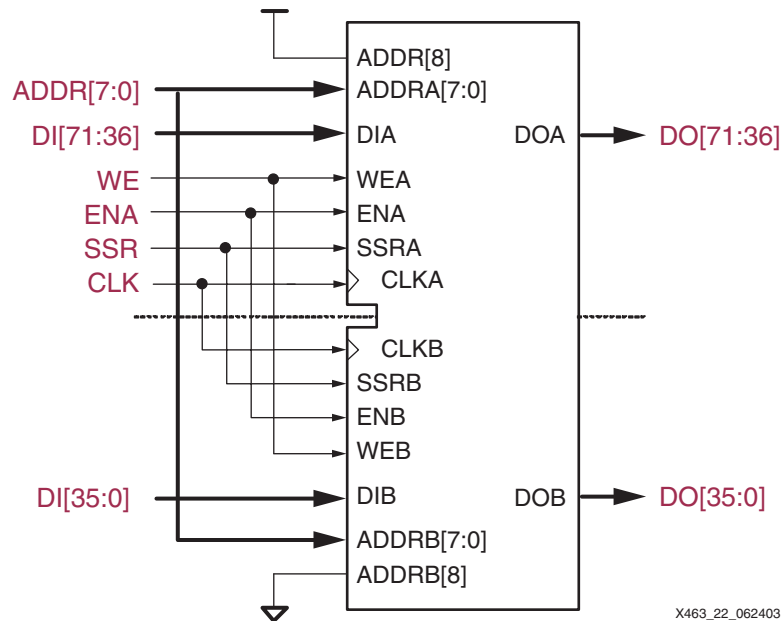 ADDR[8]
ADDR[7:0] ADDRA[7:0]
DI[71:36] DIA DOA DO[71:36]
WE WEA
ENA ENA
SSR SSRA
CLK CLKA
CLKB
SSRB
ENB
WEB
DI[35:0] DIB DOB DO[35:0]
ADDRB[7:0]
ADDRB[8]
X463_22_062403